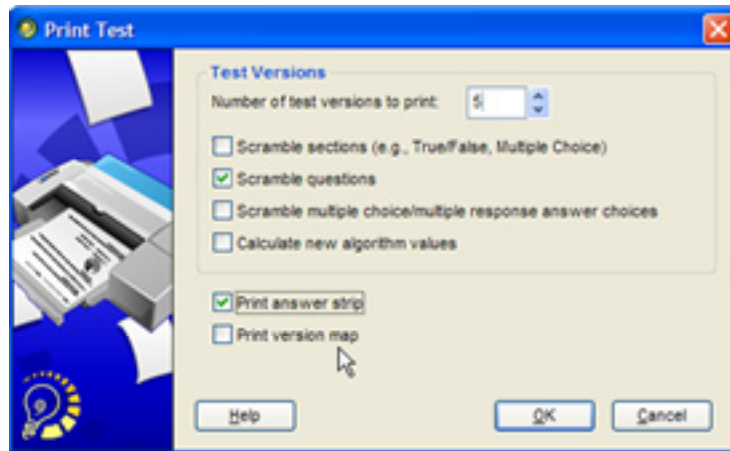 Print Test
Test Versions
Number of test versions to print: 5
Scramble sections (e.g., True/False, Multiple Choice)
Scramble questions
Scramble multiple choice/multiple response answer choices
Calculate new algorithm values
Print answer strip
Print version map
Help OK Cancel